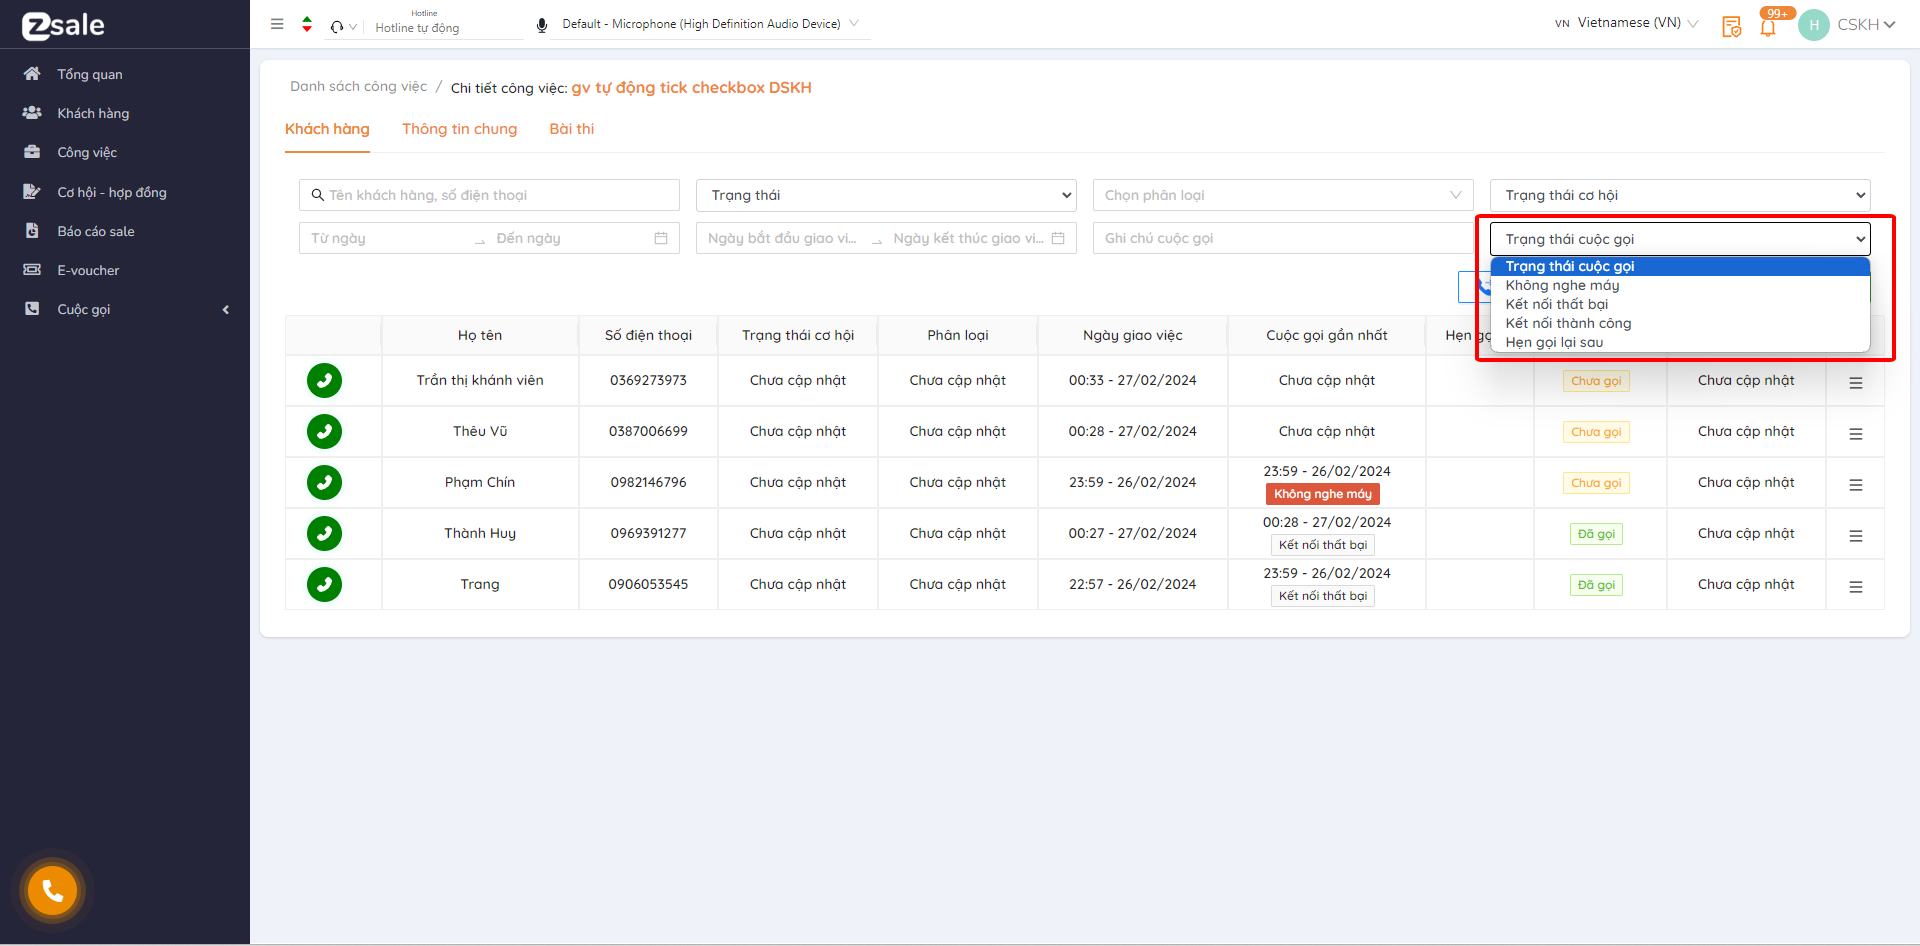 zsale
Hotline
Hotline tự động
Default - Microphone (High Definition Audio Device)
VN Vietnamese (VN)
99+
H
CSKH
Tổng quan
Khách hàng
Công việc
Cơ hội - hợp đồng
Báo cáo sale
E-voucher
Cuộc gọi
Danh sách công việc / Chi tiết công việc: gv tự động tick checkbox DSKH
Khách hàng Thông tin chung Bài thi
Tên khách hàng, số điện thoại Trạng thái Chọn phân loại Trạng thái cơ hội
Từ ngày Đến ngày Ngày bắt đầu giao vi... Ngày kết thúc giao vi... Ghi chú cuộc gọi Trạng thái cuộc gọi
Trạng thái cuộc gọi
Không nghe máy
Kết nối thất bại
Kết nối thành công
Hẹn gọi lại sau
Họ tên Số điện thoại Trạng thái cơ hội Phân loại Ngày giao việc Cuộc gọi gần nhất Hẹn gọ
Trần thị khánh viên 0369273973 Chưa cập nhật Chưa cập nhật 00:33 - 27/02/2024 Chưa cập nhật Chưa gọi Chưa cập nhật
Thêu Vũ 0387006699 Chưa cập nhật Chưa cập nhật 00:28 - 27/02/2024 Chưa cập nhật Chưa gọi Chưa cập nhật
Phạm Chín 0982146796 Chưa cập nhật Chưa cập nhật 23:59 - 26/02/2024 23:59 - 26/02/2024 Chưa gọi Chưa cập nhật
Không nghe máy
Thành Huy 0969391277 Chưa cập nhật Chưa cập nhật 00:27 - 27/02/2024 00:28 - 27/02/2024 Đã gọi Chưa cập nhật
Kết nối thất bại
Trang 0906053545 Chưa cập nhật Chưa cập nhật 22:57 - 26/02/2024 23:59 - 26/02/2024 Đã gọi Chưa cập nhật
Kết nối thất bại